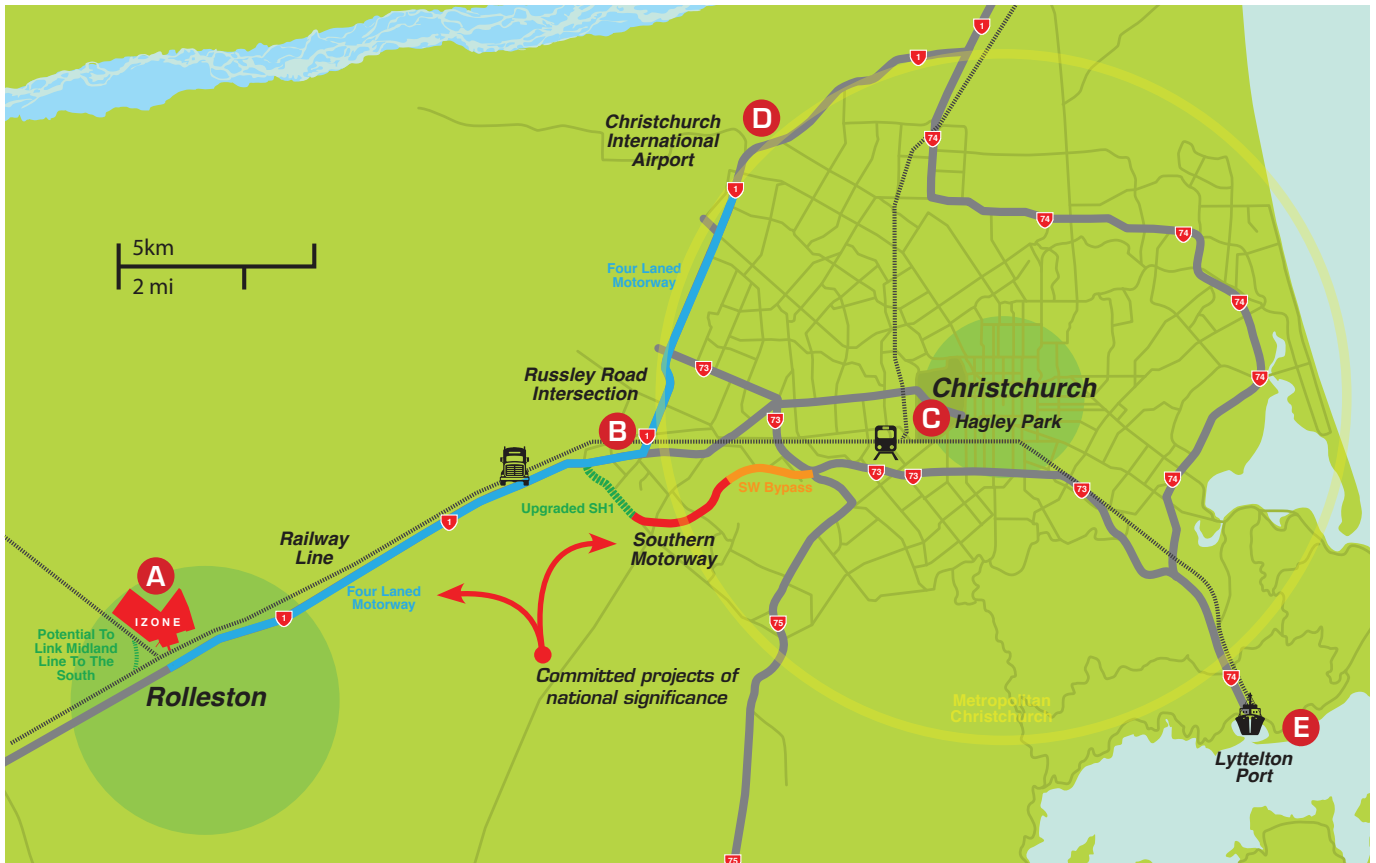 1
1
D
Christchurch
International
Airport
74
1
74
74
5km
2 mi
Four Laned
Motorway
74
Russley Road
Intersection
73
74
Christchurch
B
C
Hagley Park
73
1
73
73
74
SW Bypass
73
Upgraded SH1
1
Southern
Motorway
Railway
Line
A
IZONE
Four Laned
Motorway
1
75
Potential To
Link Midland
Line To The
South
Rolleston
Committed projects of
national significance
74
Metropolitan
Christchurch
E
Lyttelton
Port
75